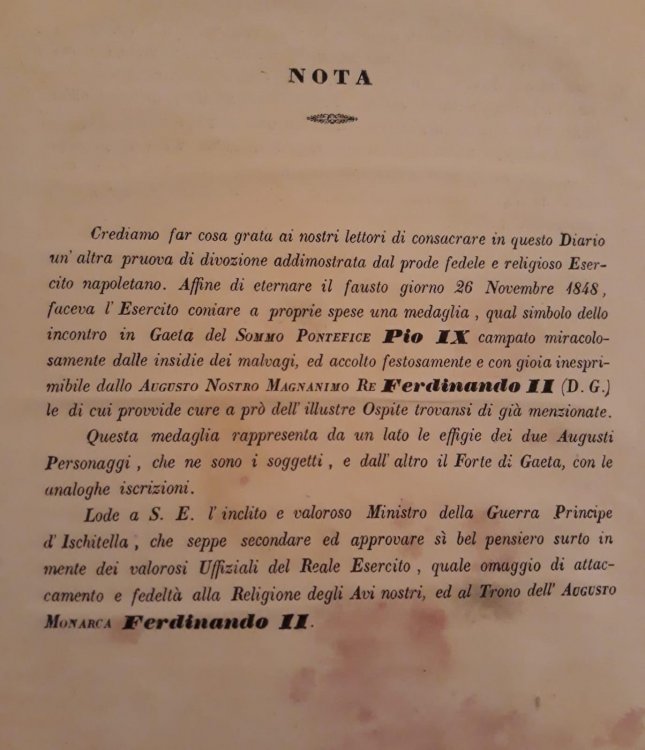 NOTA
Crediamo far cosa grata ai nostri lettori di consacrare in questo Diario
un' altra pruova di divozione addimostrata dal prode fedele e religioso Eser-
cito napoletano. Affine di eternare il fausto giorno 26 Novembre 1848,
faceva l' Esercito coniare a proprie spese una medaglia, qual simbolo dello
incontro in Gaeta del SOMMO PONTEFICE Pio IX campato miracolo-
samente dalle insidie dei malvagi, ed accolto festosamente e con gioia inespri-
mibile dallo AUGUSTO NOSTRO MAGNANIMO RE Ferdinando II (D. G.)
le di cui provvide cure a prò dell' illustre Ospite trovansi di già menzionate.
Questa medaglia rappresenta da un lato le effigie dei due Augusti
Personaggi, che ne sono i soggetti, e dall' altro il Forte di Gaeta, con le
analoghe iscrizioni.
Lode a S. E. l' inclito e valoroso Ministro della Guerra Principe
d' Ischitella, che seppe secondare ed approvare sì bel pensiero surto in
mente dei valorosi Uffiziali del Reale Esercito, quale omaggio di attac-
camento e fedeltà alla Religione degli Avi nostri, ed al Trono dell' AUGUSTO
MONARCA Ferdinando II.